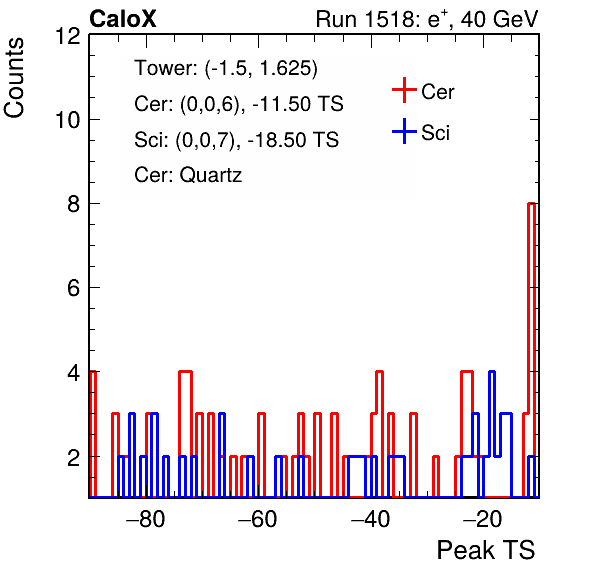 CaloX Run 1518: e⁺, 40 GeV
Counts
12
10
8
6
4
2
Tower: (-1.5, 1.625)
Cer: (0,0,6), -11.50 TS
Sci: (0,0,7), -18.50 TS
Cer: Quartz
Cer
Sci
−80 −60 −40 −20
Peak TS